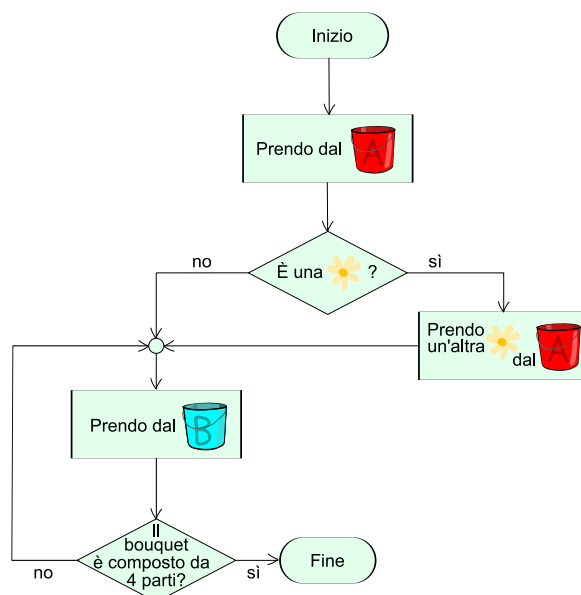 Inizio
Prendo dal A
È una ?
no
sì
Prendo
un'altra
dal A
Prendo dal B
Il
bouquet
è composto da
4 parti?
no
sì
Fine